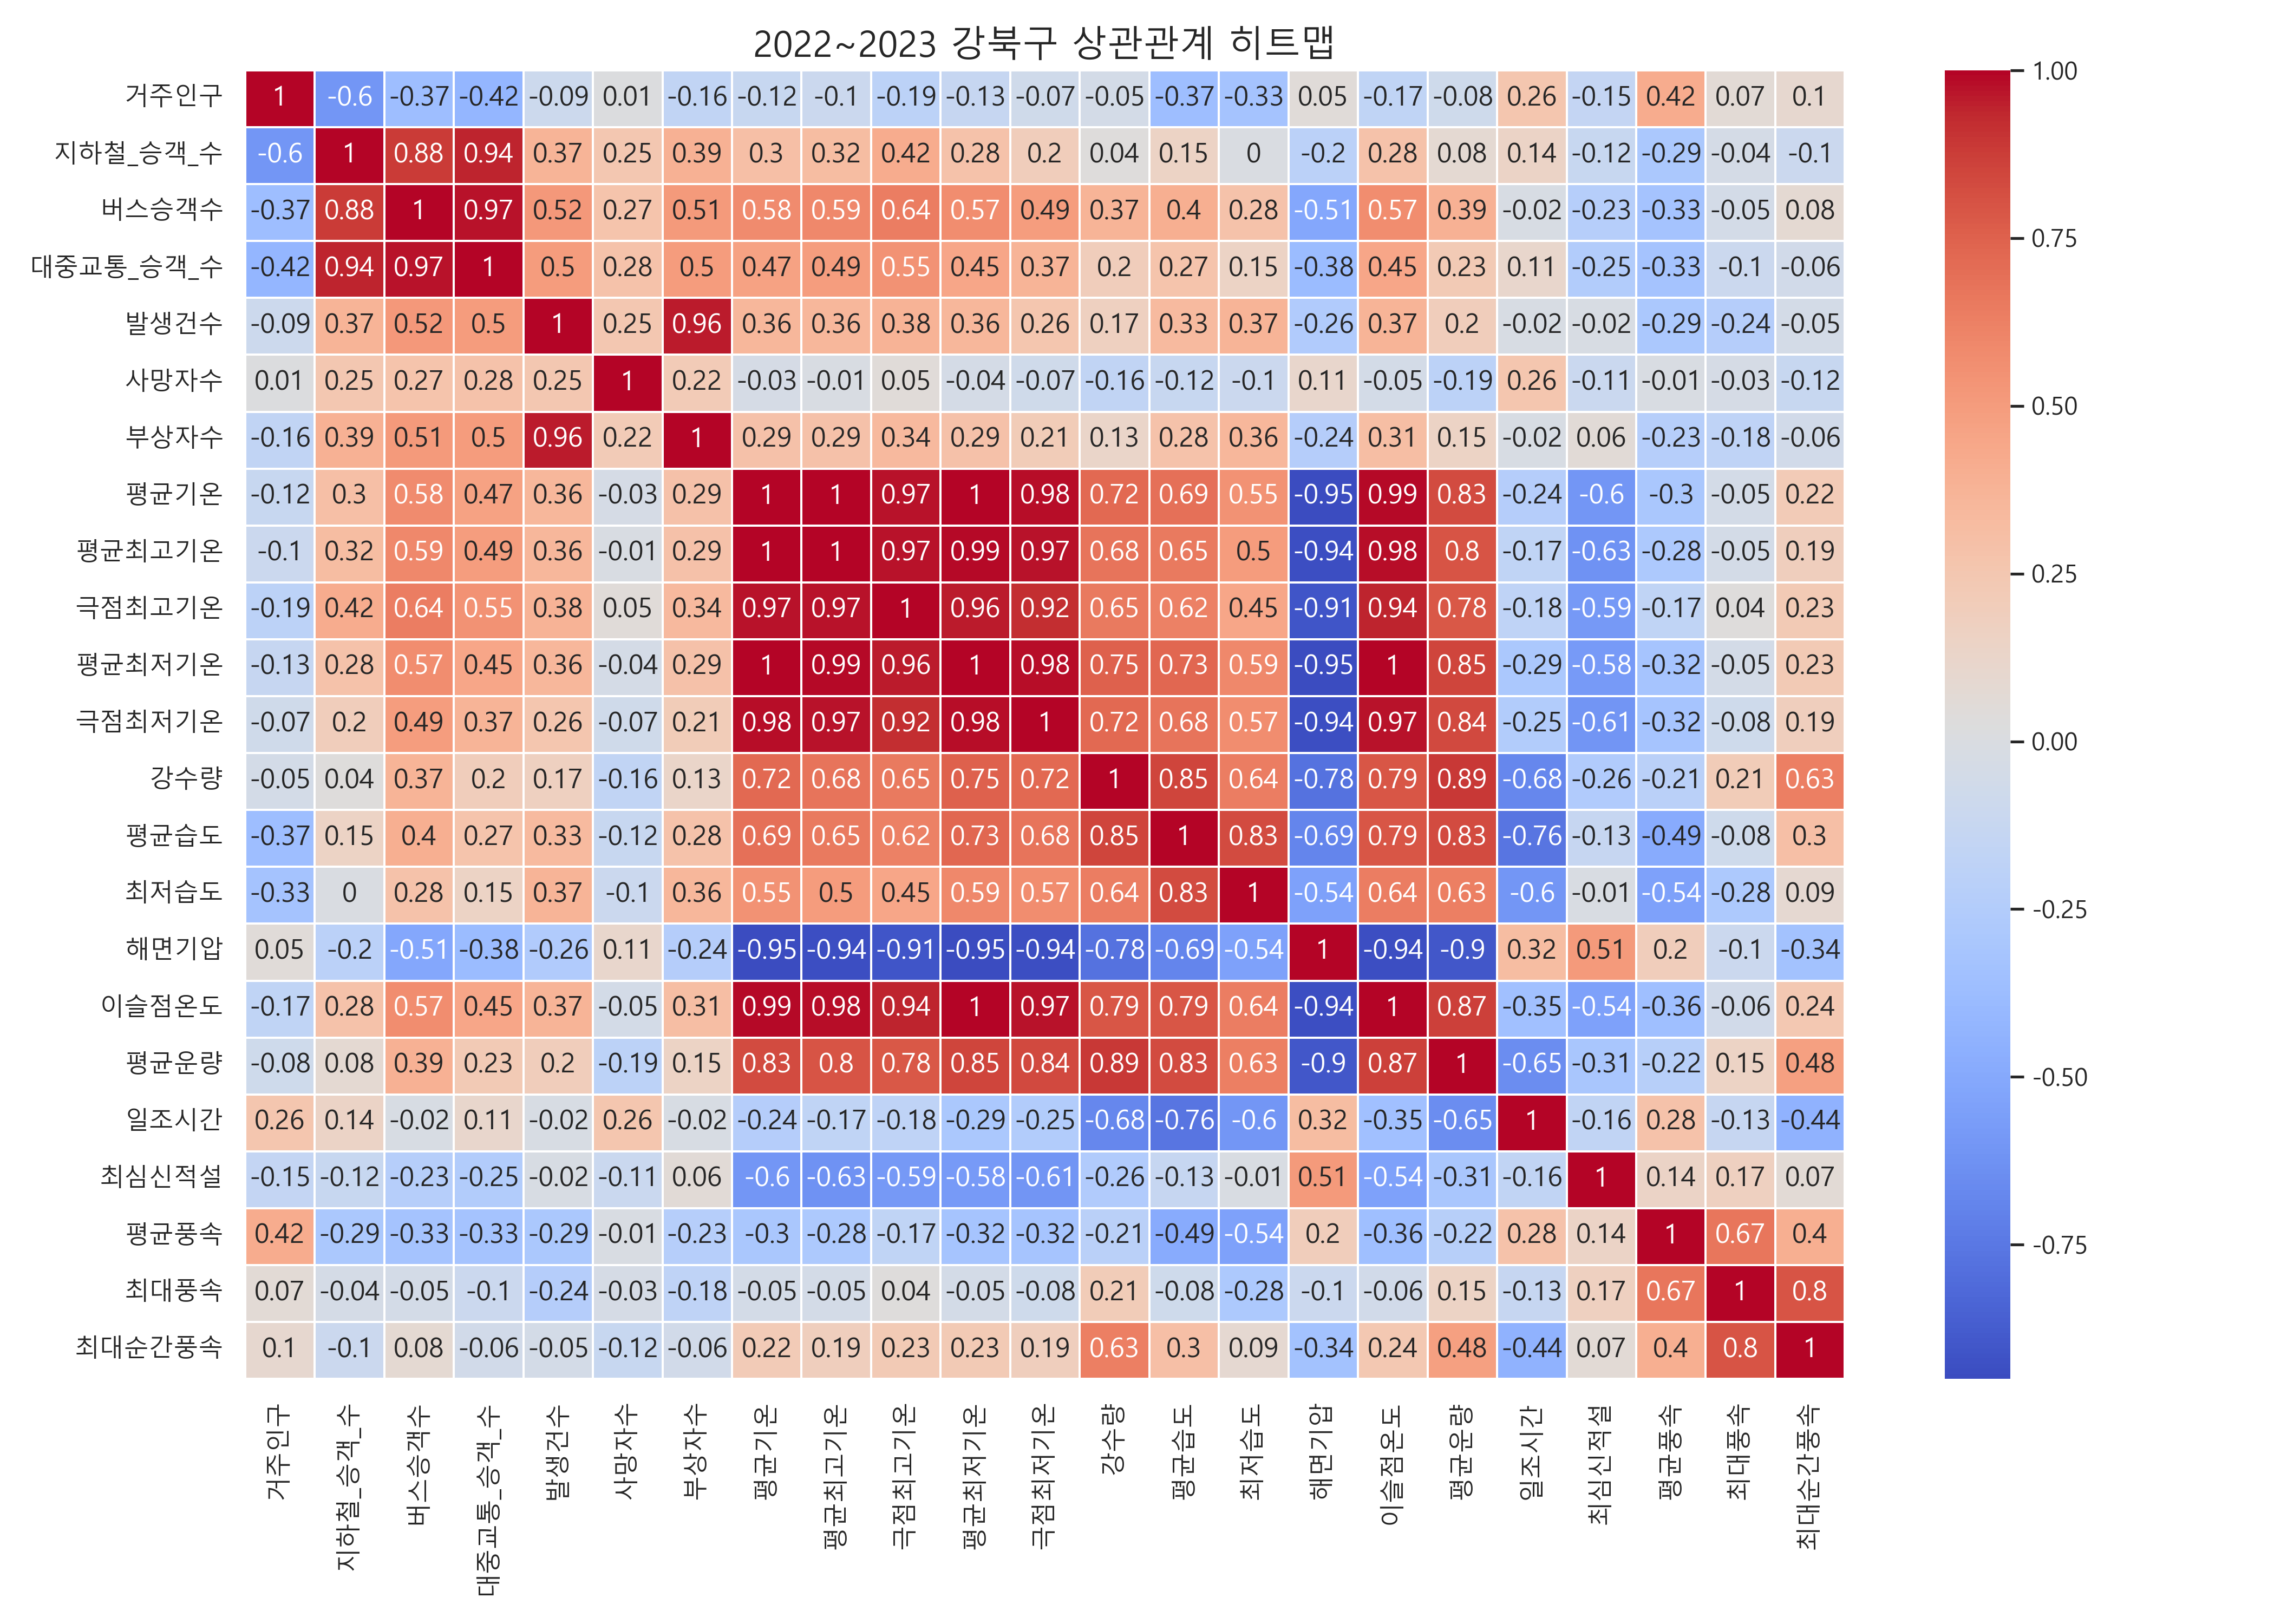 2022~2023 강북구 상관관계 히트맵
거주인구 1 -0.6 -0.37 -0.42 -0.09 0.01 -0.16 -0.12 -0.1 -0.19 -0.13 -0.07 -0.05 -0.37 -0.33 0.05 -0.17 -0.08 0.26 -0.15 0.42 0.07 0.1
지하철_승객_수 -0.6 1 0.88 0.94 0.37 0.25 0.39 0.3 0.32 0.42 0.28 0.2 0.04 0.15 0 -0.2 0.28 0.08 0.14 -0.12 -0.29 -0.04 -0.1
버스승객수 -0.37 0.88 1 0.97 0.52 0.27 0.51 0.58 0.59 0.64 0.57 0.49 0.37 0.4 0.28 -0.51 0.57 0.39 -0.02 -0.23 -0.33 -0.05 0.08
대중교통_승객_수 -0.42 0.94 0.97 1 0.5 0.28 0.5 0.47 0.49 0.55 0.45 0.37 0.2 0.27 0.15 -0.38 0.45 0.23 0.11 -0.25 -0.33 -0.1 -0.06
발생건수 -0.09 0.37 0.52 0.5 1 0.25 0.96 0.36 0.36 0.38 0.36 0.26 0.17 0.33 0.37 -0.26 0.37 0.2 -0.02 -0.02 -0.29 -0.24 -0.05
사망자수 0.01 0.25 0.27 0.28 0.25 1 0.22 -0.03 -0.01 0.05 -0.04 -0.07 -0.16 -0.12 -0.1 0.11 -0.05 -0.19 0.26 -0.11 -0.01 -0.03 -0.12
부상자수 -0.16 0.39 0.51 0.5 0.96 0.22 1 0.29 0.29 0.34 0.29 0.21 0.13 0.28 0.36 -0.24 0.31 0.15 -0.02 0.06 -0.23 -0.18 -0.06
평균기온 -0.12 0.3 0.58 0.47 0.36 -0.03 0.29 1 1 0.97 1 0.98 0.72 0.69 0.55 -0.95 0.99 0.83 -0.24 -0.6 -0.3 -0.05 0.22
평균최고기온 -0.1 0.32 0.59 0.49 0.36 -0.01 0.29 1 1 0.97 0.99 0.97 0.68 0.65 0.5 -0.94 0.98 0.8 -0.17 -0.63 -0.28 -0.05 0.19
극점최고기온 -0.19 0.42 0.64 0.55 0.38 0.05 0.34 0.97 0.97 1 0.96 0.92 0.65 0.62 0.45 -0.91 0.94 0.78 -0.18 -0.59 -0.17 0.04 0.23
평균최저기온 -0.13 0.28 0.57 0.45 0.36 -0.04 0.29 1 0.99 0.96 1 0.98 0.75 0.73 0.59 -0.95 1 0.85 -0.29 -0.58 -0.32 -0.05 0.23
극점최저기온 -0.07 0.2 0.49 0.37 0.26 -0.07 0.21 0.98 0.97 0.92 0.98 1 0.72 0.68 0.57 -0.94 0.97 0.84 -0.25 -0.61 -0.32 -0.08 0.19
강수량 -0.05 0.04 0.37 0.2 0.17 -0.16 0.13 0.72 0.68 0.65 0.75 0.72 1 0.85 0.64 -0.78 0.79 0.89 -0.68 -0.26 -0.21 0.21 0.63
평균습도 -0.37 0.15 0.4 0.27 0.33 -0.12 0.28 0.69 0.65 0.62 0.73 0.68 0.85 1 0.83 -0.69 0.79 0.83 -0.76 -0.13 -0.49 -0.08 0.3
최저습도 -0.33 0 0.28 0.15 0.37 -0.1 0.36 0.55 0.5 0.45 0.59 0.57 0.64 0.83 1 -0.54 0.64 0.63 -0.6 -0.01 -0.54 -0.28 0.09
해면기압 0.05 -0.2 -0.51 -0.38 -0.26 0.11 -0.24 -0.95 -0.94 -0.91 -0.95 -0.94 -0.78 -0.69 -0.54 1 -0.94 -0.9 0.32 0.51 0.2 -0.1 -0.34
이슬점온도 -0.17 0.28 0.57 0.45 0.37 -0.05 0.31 0.99 0.98 0.94 1 0.97 0.79 0.79 0.64 -0.94 1 0.87 -0.35 -0.54 -0.36 -0.06 0.24
평균운량 -0.08 0.08 0.39 0.23 0.2 -0.19 0.15 0.83 0.8 0.78 0.85 0.84 0.89 0.83 0.63 -0.9 0.87 1 -0.65 -0.31 -0.22 0.15 0.48
일조시간 0.26 0.14 -0.02 0.11 -0.02 0.26 -0.02 -0.24 -0.17 -0.18 -0.29 -0.25 -0.68 -0.76 -0.6 0.32 -0.35 -0.65 1 -0.16 0.28 -0.13 -0.44
최심신적설 -0.15 -0.12 -0.23 -0.25 -0.02 -0.11 0.06 -0.6 -0.63 -0.59 -0.58 -0.61 -0.26 -0.13 -0.01 0.51 -0.54 -0.31 -0.16 1 0.14 0.17 0.07
평균풍속 0.42 -0.29 -0.33 -0.33 -0.29 -0.01 -0.23 -0.3 -0.28 -0.17 -0.32 -0.32 -0.21 -0.49 -0.54 0.2 -0.36 -0.22 0.28 0.14 1 0.67 0.4
최대풍속 0.07 -0.04 -0.05 -0.1 -0.24 -0.03 -0.18 -0.05 -0.05 0.04 -0.05 -0.08 0.21 -0.08 -0.28 -0.1 -0.06 0.15 -0.13 0.17 0.67 1 0.8
최대순간풍속 0.1 -0.1 0.08 -0.06 -0.05 -0.12 -0.06 0.22 0.19 0.23 0.23 0.19 0.63 0.3 0.09 -0.34 0.24 0.48 -0.44 0.07 0.4 0.8 1
거주인구
지하철_승객_수
버스승객수
대중교통_승객_수
발생건수
사망자수
부상자수
평균기온
평균최고기온
극점최고기온
평균최저기온
극점최저기온
강수량
평균습도
최저습도
해면기압
이슬점온도
평균운량
일조시간
최심신적설
평균풍속
최대풍속
최대순간풍속
1.00
0.75
0.50
0.25
0.00
-0.25
-0.50
-0.75